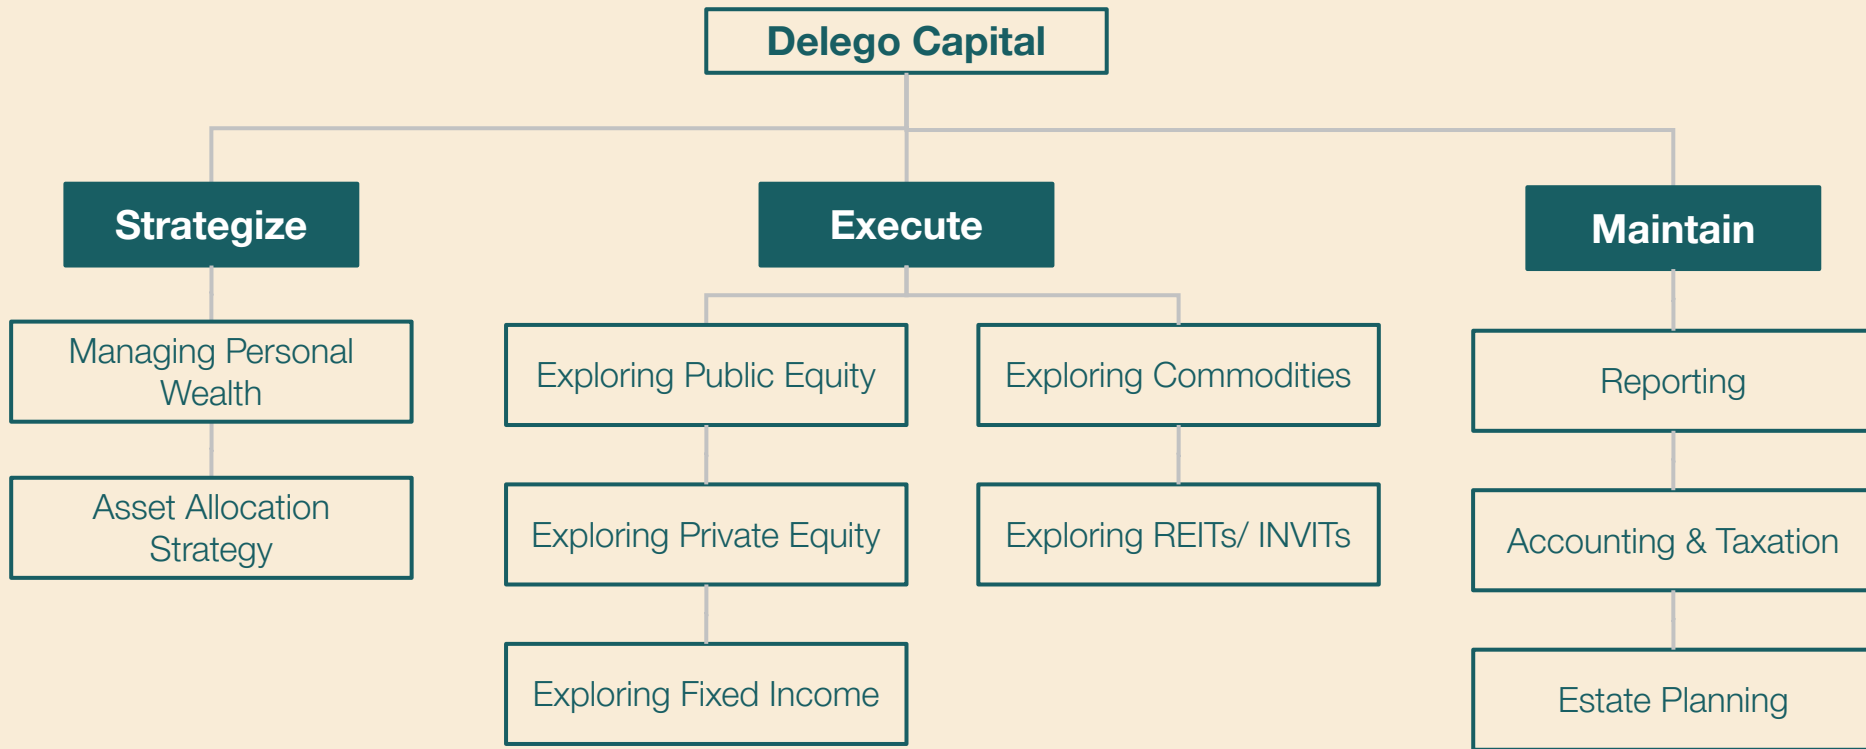 Delego Capital
Strategize
Execute
Maintain
Managing Personal
Wealth
Asset Allocation
Strategy
Exploring Public Equity
Exploring Private Equity
Exploring Fixed Income
Exploring Commodities
Exploring REITs/ INVITs
Reporting
Accounting & Taxation
Estate Planning